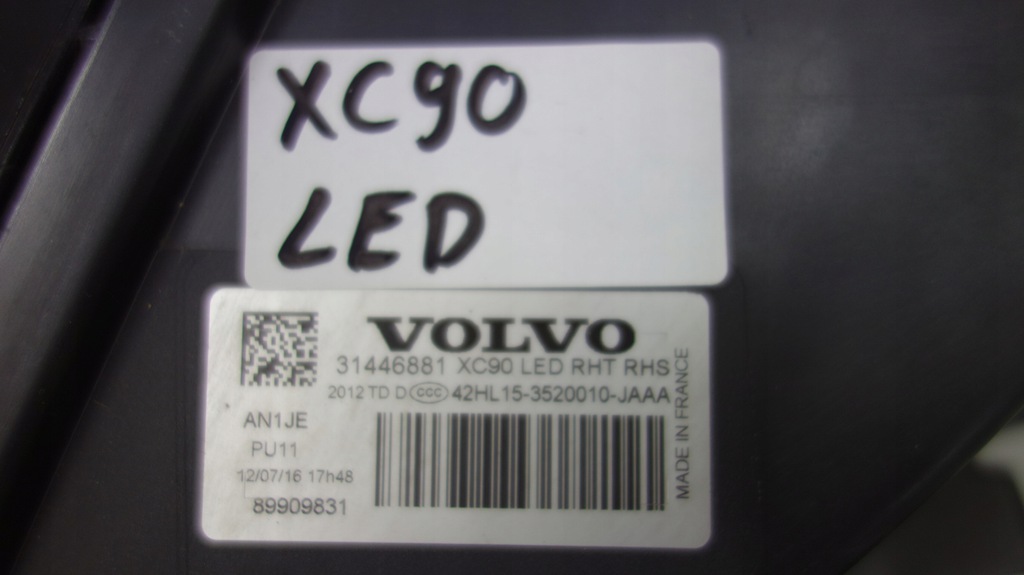 XC90
LED
VOLVO
31446881 XC90 LED RHT RHS
2012 TD D CCC 42HL15-3520010-JAAA
AN1JE
PU11
12/07/16 17h48
89909831
MADE IN FRANCE